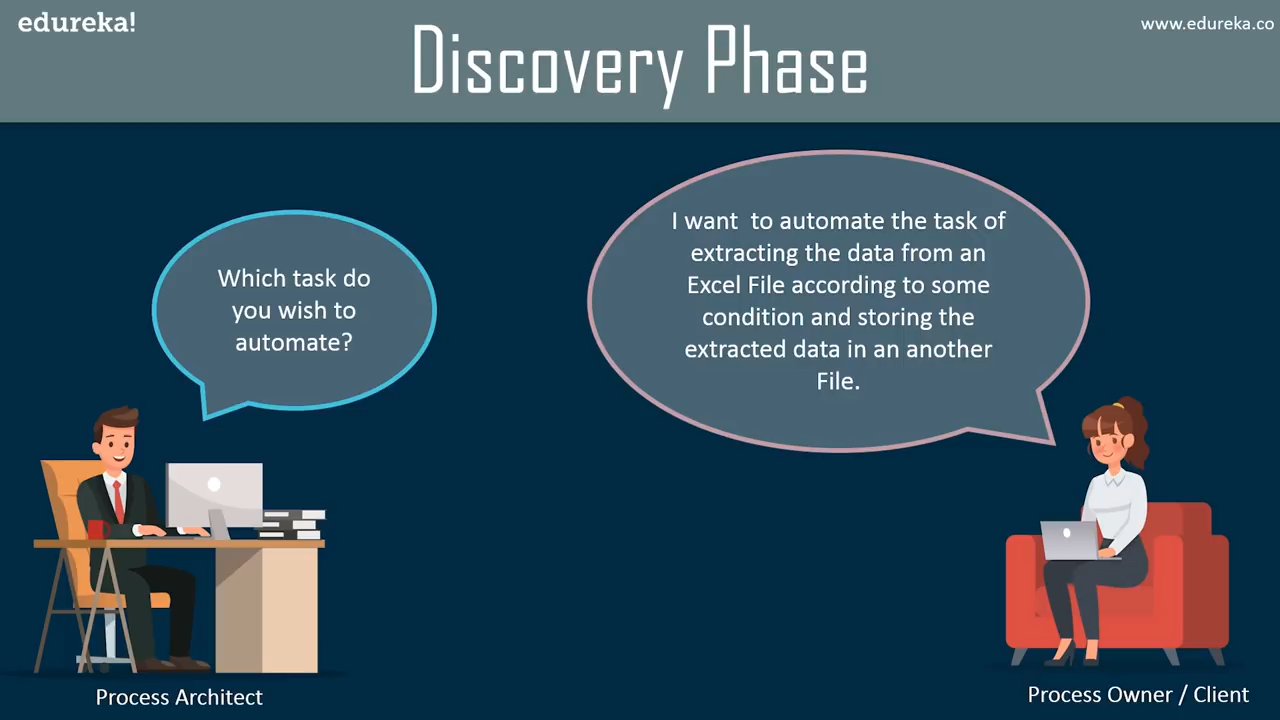 edureka!
www.edureka.co
Discovery Phase
Which task do
you wish to
automate?
I want  to automate the task of
extracting the data from an
Excel File according to some
condition and storing the
extracted data in an another
File.
Process Architect
Process Owner / Client